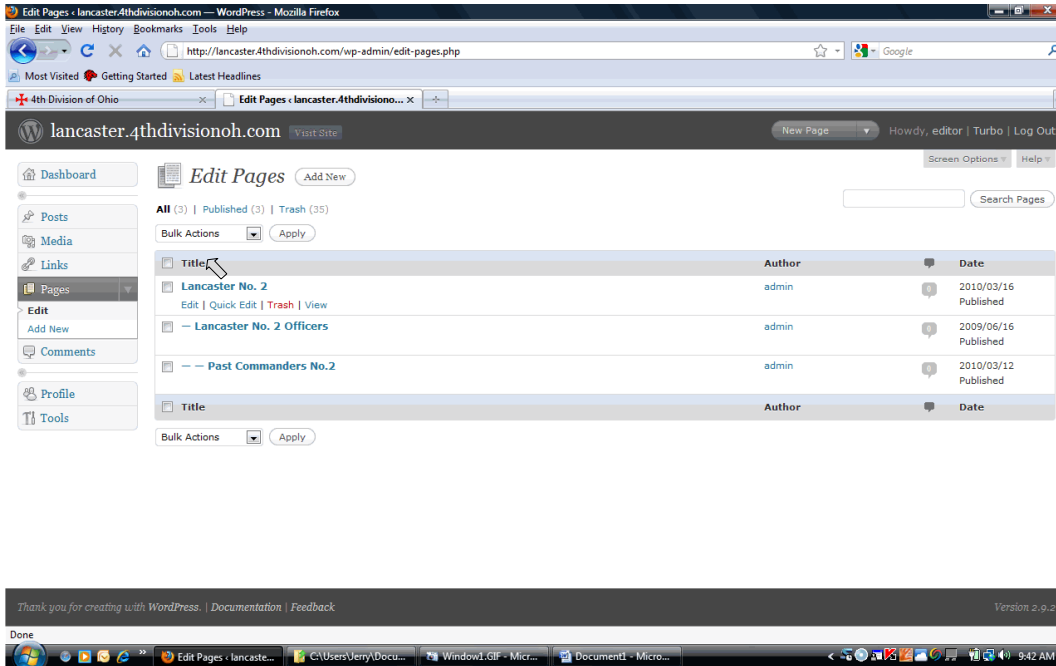 Edit Pages ‹ lancaster.4thdivisionoh.com — WordPress - Mozilla Firefox
File Edit View History Bookmarks Tools Help
http://lancaster.4thdivisionoh.com/wp-admin/edit-pages.php Google
Most Visited Getting Started Latest Headlines
4th Division of Ohio Edit Pages ‹ lancaster.4thdivisiono...
lancaster.4thdivisionoh.com Visit Site New Page Howdy, editor | Turbo | Log Out
Screen Options Help
Dashboard
Posts
Media
Links
Pages
Edit
Add New
Comments
Profile
Tools
Edit Pages Add New
Search Pages
All (3) | Published (3) | Trash (35)
Bulk Actions Apply
Title Author Date
Lancaster No. 2 admin 0 2010/03/16
Edit | Quick Edit | Trash | View Published
— Lancaster No. 2 Officers admin 0 2009/06/16
Published
— — Past Commanders No.2 admin 0 2010/03/12
Published
Title Author Date
Bulk Actions Apply
Thank you for creating with WordPress. | Documentation | Feedback Version 2.9.2
Done
Edit Pages ‹ lancaste... C:\Users\Jerry\Docu... Window1.GIF - Micr... Document1 - Micro... 9:42 AM